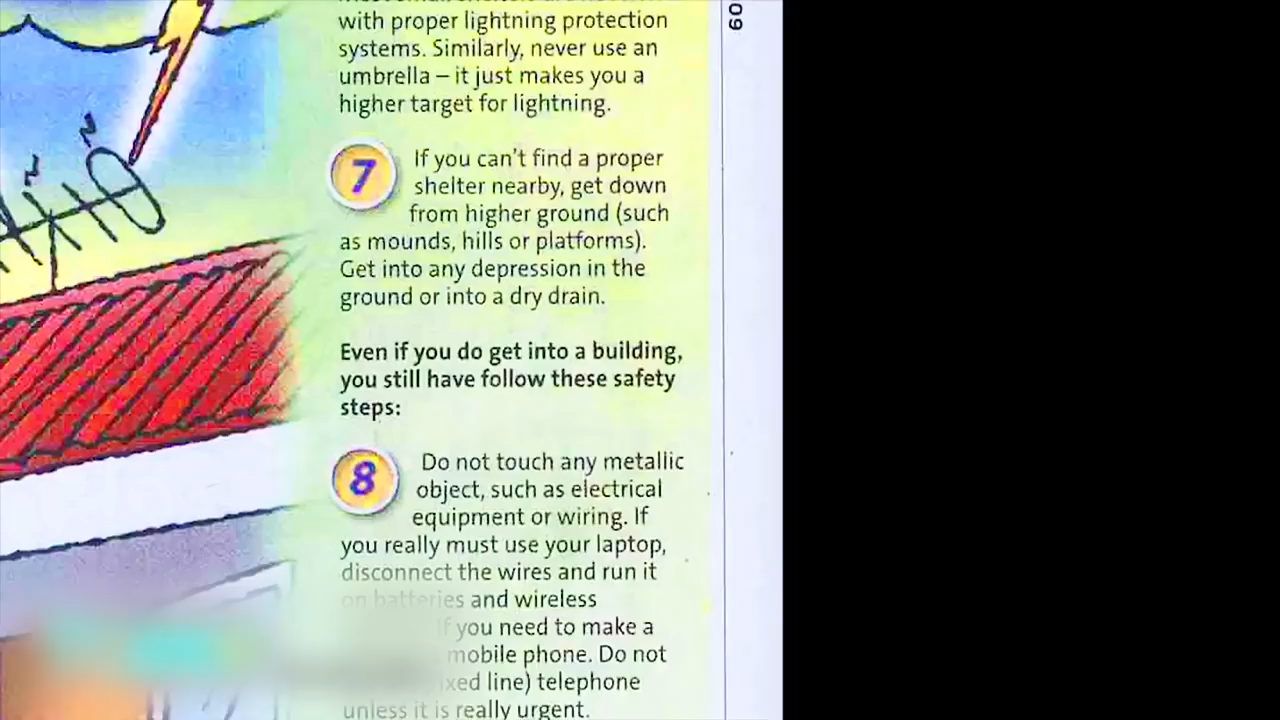 with proper lightning protection
systems. Similarly, never use an
umbrella – it just makes you a
higher target for lightning.
7
If you can't find a proper
shelter nearby, get down
from higher ground (such
as mounds, hills or platforms).
Get into any depression in the
ground or into a dry drain.
Even if you do get into a building,
you still have follow these safety
steps:
8
Do not touch any metallic
object, such as electrical
equipment or wiring. If
you really must use your laptop,
disconnect the wires and run it
on batteries and wireless
if you need to make a
mobile phone. Do not
line) telephone
unless it is really urgent.
60